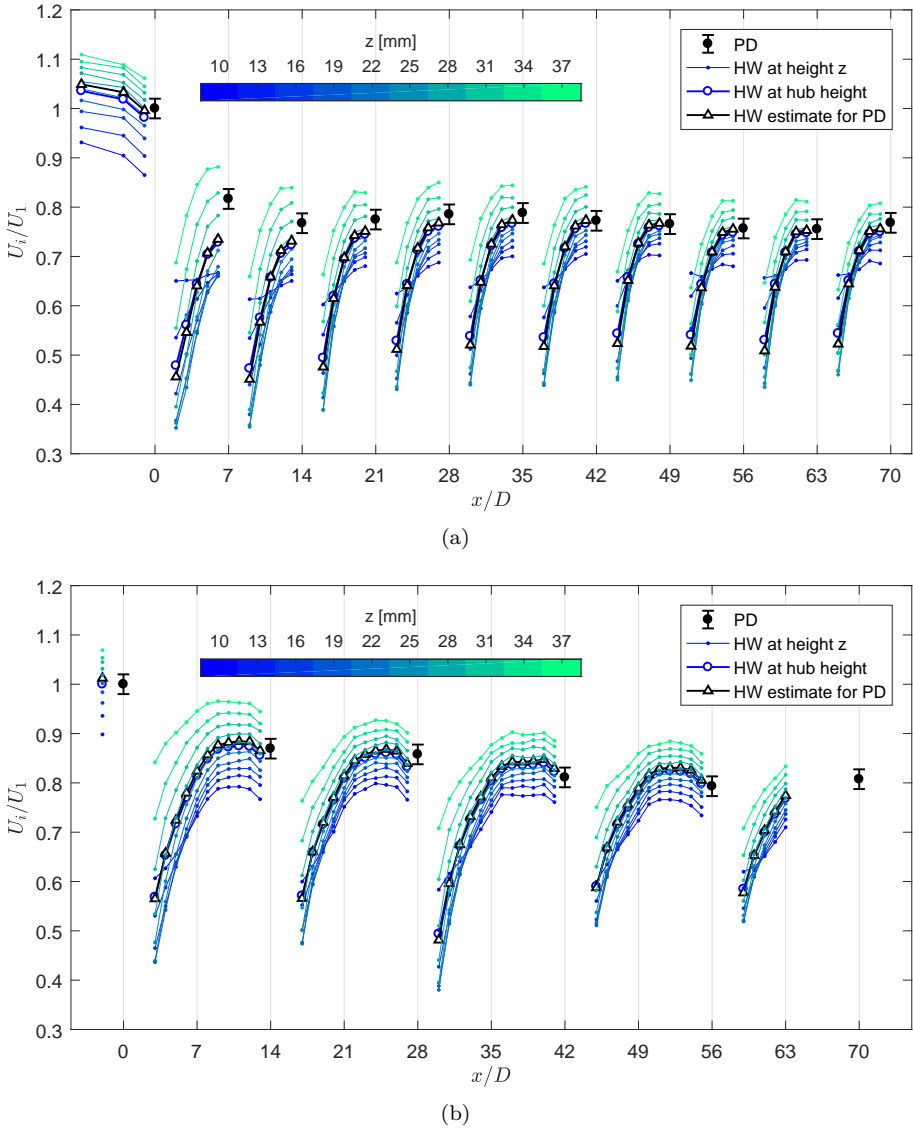 1.2
1.1
1
0.9
0.8
0.7
0.6
0.5
0.4
0.3
U_i/U_1
z [mm]
10 13 16 19 22 25 28 31 34 37
PD
HW at height z
HW at hub height
HW estimate for PD
0 7 14 21 28 35 42 49 56 63 70
x/D
(a)
1.2
1.1
1
0.9
0.8
0.7
0.6
0.5
0.4
0.3
U_i/U_1
z [mm]
10 13 16 19 22 25 28 31 34 37
PD
HW at height z
HW at hub height
HW estimate for PD
0 7 14 21 28 35 42 49 56 63 70
x/D
(b)